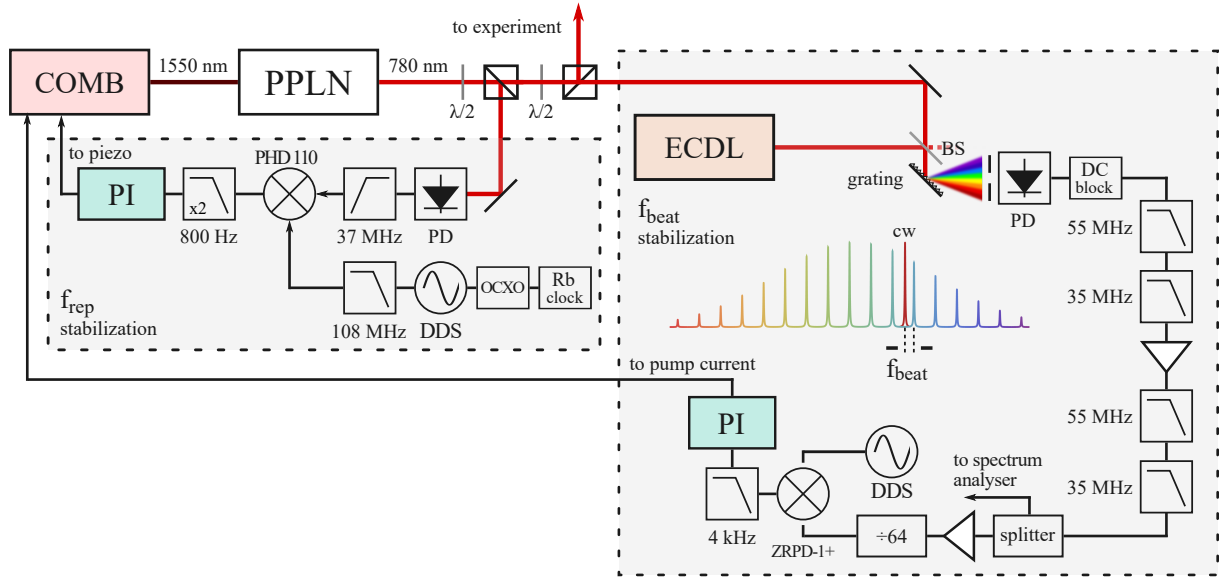 to experiment
COMB
1550 nm
PPLN
780 nm
λ/2
λ/2
to piezo
PI
x2
800 Hz
PHD 110
37 MHz
PD
108 MHz
DDS
OCXO
Rb
clock
f_rep
stabilization
ECDL
BS
grating
PD
DC
block
f_beat
stabilization
cw
f_beat
55 MHz
35 MHz
55 MHz
35 MHz
to pump current
PI
4 kHz
ZRPD-1+
DDS
÷64
to spectrum
analyser
splitter